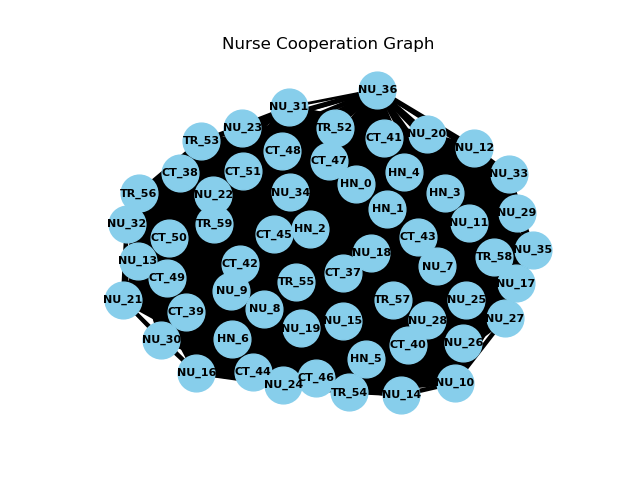 Nurse Cooperation Graph
NU_36
NU_31
NU_23
TR_52
CT_41
NU_20
TR_53
NU_12
CT_48
CT_47
CT_38
CT_51
HN_4
NU_33
HN_0
TR_56
NU_22
NU_34
HN_3
HN_1
NU_29
NU_32
TR_59
NU_11
HN_2
CT_50
CT_45
CT_43
NU_35
NU_18
TR_58
NU_13
CT_42
NU_7
CT_49
CT_37
TR_55
NU_17
NU_9
NU_21
TR_57
NU_25
NU_8
CT_39
NU_27
NU_19
NU_15
NU_28
NU_30
HN_6
CT_40
NU_26
HN_5
NU_16
CT_44
CT_46
NU_24
NU_10
TR_54
NU_14